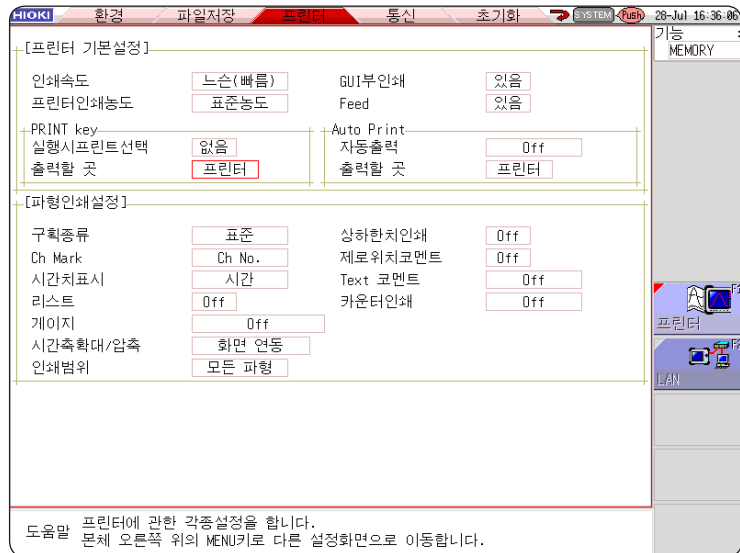 HIOKI 환경 파일저장 프린터 통신 초기화 SYSTEM Push 28-Jul 16:36:06
기능 :
MEMORY
[프린터 기본설정]
인쇄속도 느슨(빠름) GUI부인쇄 있음
프린터인쇄농도 표준농도 Feed 있음
PRINT key Auto Print
실행시프린트선택 없음 자동출력 Off
출력할 곳 프린터 출력할 곳 프린터
[파형인쇄설정]
구획종류 표준 상하한치인쇄 Off
Ch Mark Ch No. 제로위치코멘트 Off
시간치표시 시간 Text 코멘트 Off
리스트 Off 카운터인쇄 Off
게이지 Off
시간축확대/압축 화면 연동
인쇄범위 모든 파형
F1
프린터
F2
LAN
도움말 프린터에 관한 각종설정을 합니다.
본체 오른쪽 위의 MENU키로 다른 설정화면으로 이동합니다.